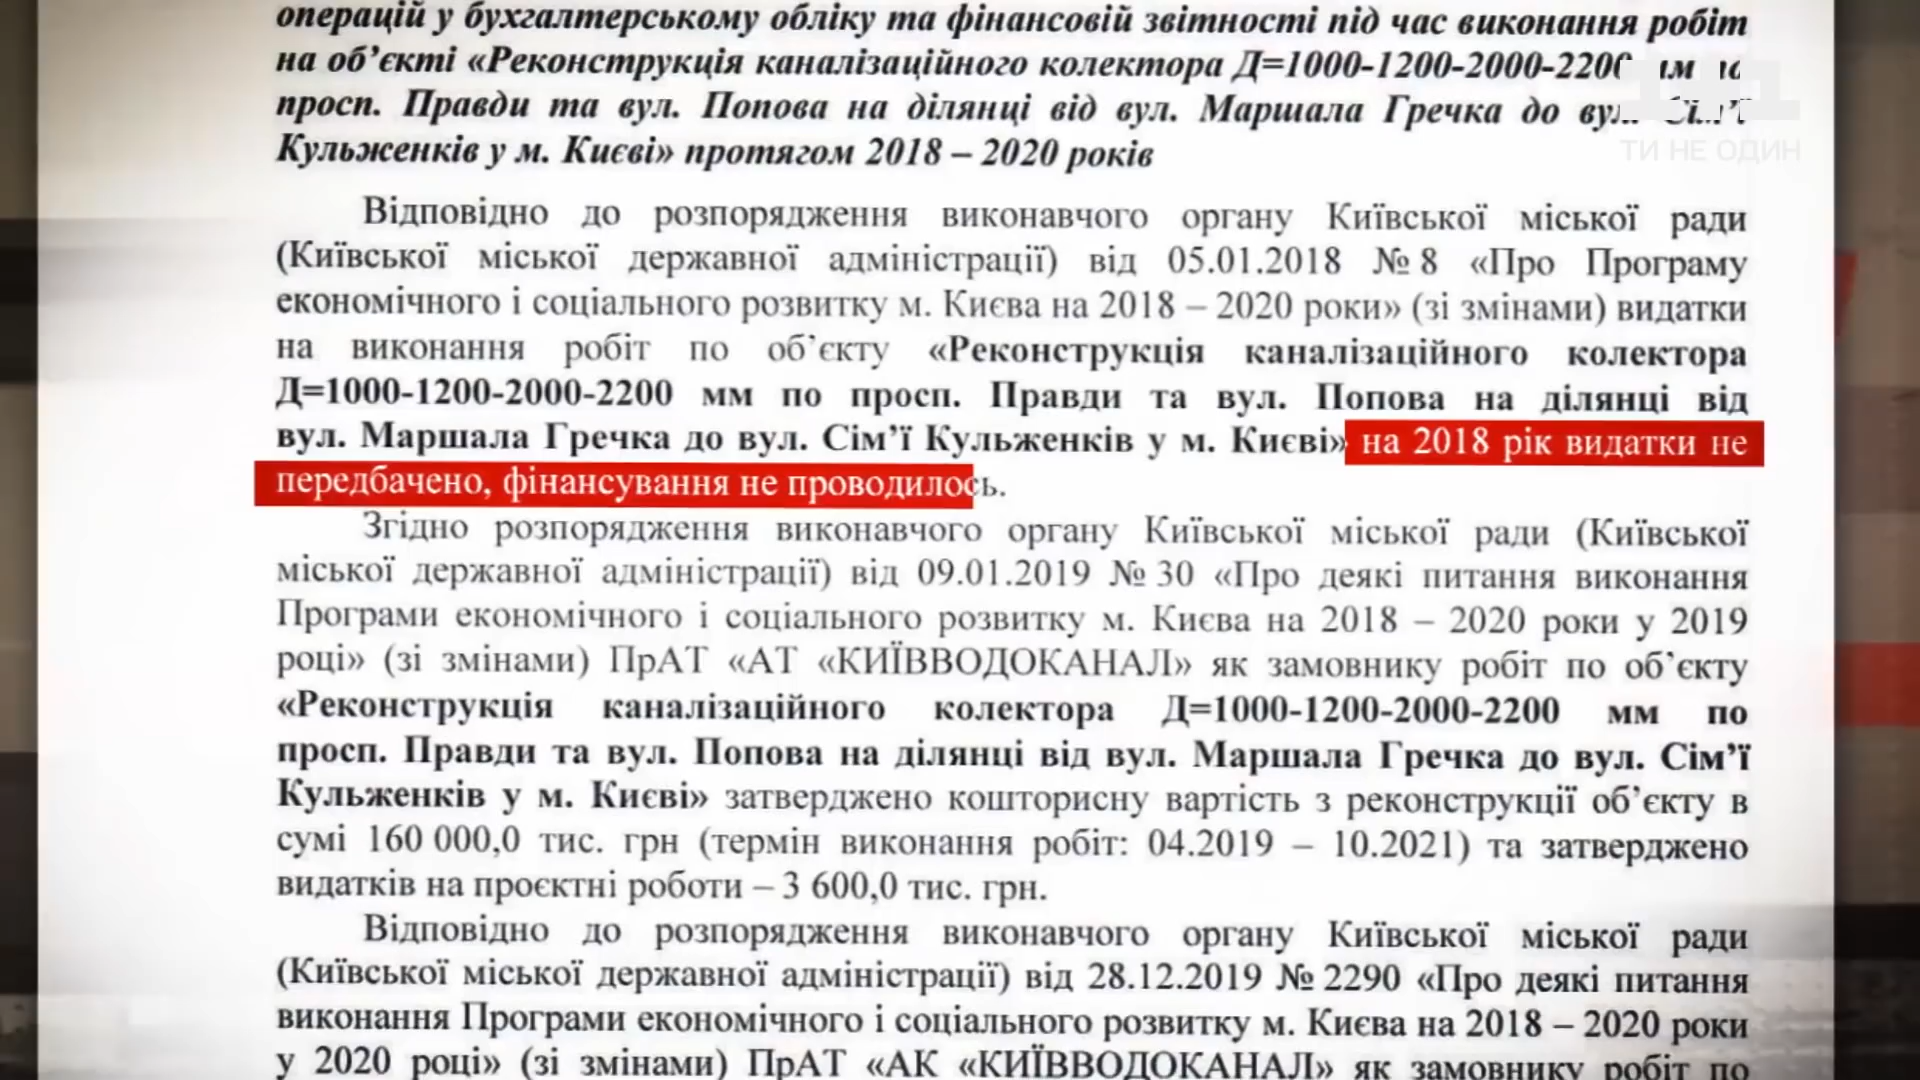 операцій у бухгалтерському обліку та фінансовій звітності під час виконання робіт
на об’єкті «Реконструкція каналізаційного колектора Д=1000-1200-2000-2200 мм по
просп. Правди та вул. Попова на ділянці від вул. Маршала Гречка до вул. Сім’ї
Кульженків у м. Києві» протягом 2018 – 2020 років
ТИ НЕ ОДИН
Відповідно до розпорядження виконавчого органу Київської міської ради
(Київської міської державної адміністрації) від 05.01.2018 № 8 «Про Програму
економічного і соціального розвитку м. Києва на 2018 – 2020 роки» (зі змінами) видатки
на виконання робіт по об’єкту «Реконструкція каналізаційного колектора
Д=1000-1200-2000-2200 мм по просп. Правди та вул. Попова на ділянці від
вул. Маршала Гречка до вул. Сім’ї Кульженків у м. Києві» на 2018 рік видатки не
передбачено, фінансування не проводилось.
Згідно розпорядження виконавчого органу Київської міської ради (Київської
міської державної адміністрації) від 09.01.2019 № 30 «Про деякі питання виконання
Програми економічного і соціального розвитку м. Києва на 2018 – 2020 роки у 2019
році» (зі змінами) ПрАТ «АТ «КИЇВВОДОКАНАЛ» як замовнику робіт по об’єкту
«Реконструкція каналізаційного колектора Д=1000-1200-2000-2200 мм по
просп. Правди та вул. Попова на ділянці від вул. Маршала Гречка до вул. Сім’ї
Кульженків у м. Києві» затверджено кошторисну вартість з реконструкції об’єкту в
сумі 160 000,0 тис. грн (термін виконання робіт: 04.2019 – 10.2021) та затверджено
видатків на проєктні роботи – 3 600,0 тис. грн.
Відповідно до розпорядження виконавчого органу Київської міської ради
(Київської міської державної адміністрації) від 28.12.2019 № 2290 «Про деякі питання
виконання Програми економічного і соціального розвитку м. Києва на 2018 – 2020 роки
у 2020 році» (зі змінами) ПрАТ «АК «КИЇВВОДОКАНАЛ» як замовнику робіт по